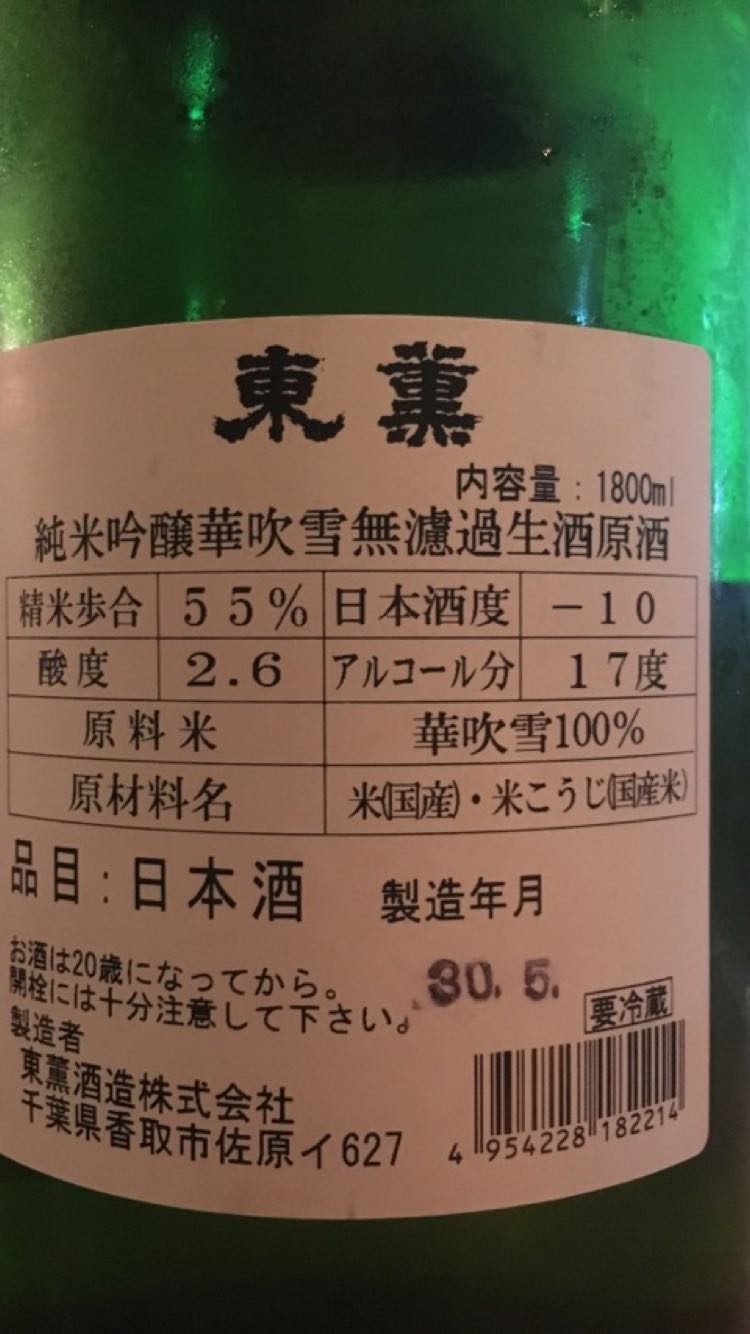 東薫
内容量：1800ml
純米吟醸華吹雪無濾過生酒原酒
精米歩合 55% 日本酒度 －10
酸度 2.6 アルコール分 17度
原料米 華吹雪100%
原材料名 米(国産)・米こうじ(国産米)
品目：日本酒 製造年月
お酒は20歳になってから。
開栓には十分注意して下さい。
30. 5.
要冷蔵
製造者
東薫酒造株式会社
千葉県香取市佐原イ627
4 954228 182214